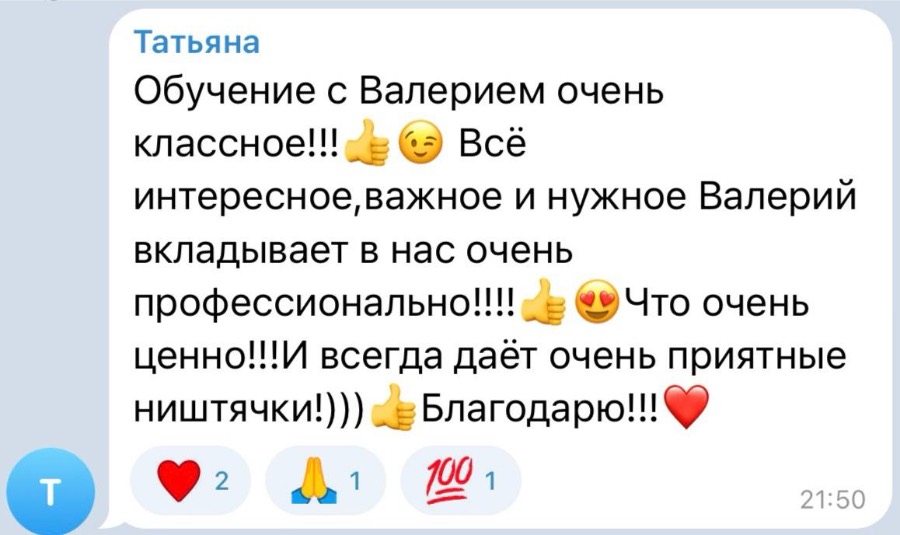 Татьяна
Обучение с Валерием очень
классное!!!👍😉 Всё
интересное,важное и нужное Валерий
вкладывает в нас очень
профессионально!!!!👍😍Что очень
ценно!!!И всегда даёт очень приятные
ништячки!)))👍Благодарю!!!❤️
❤️ 2 🙏 1 💯 1
21:50
Т